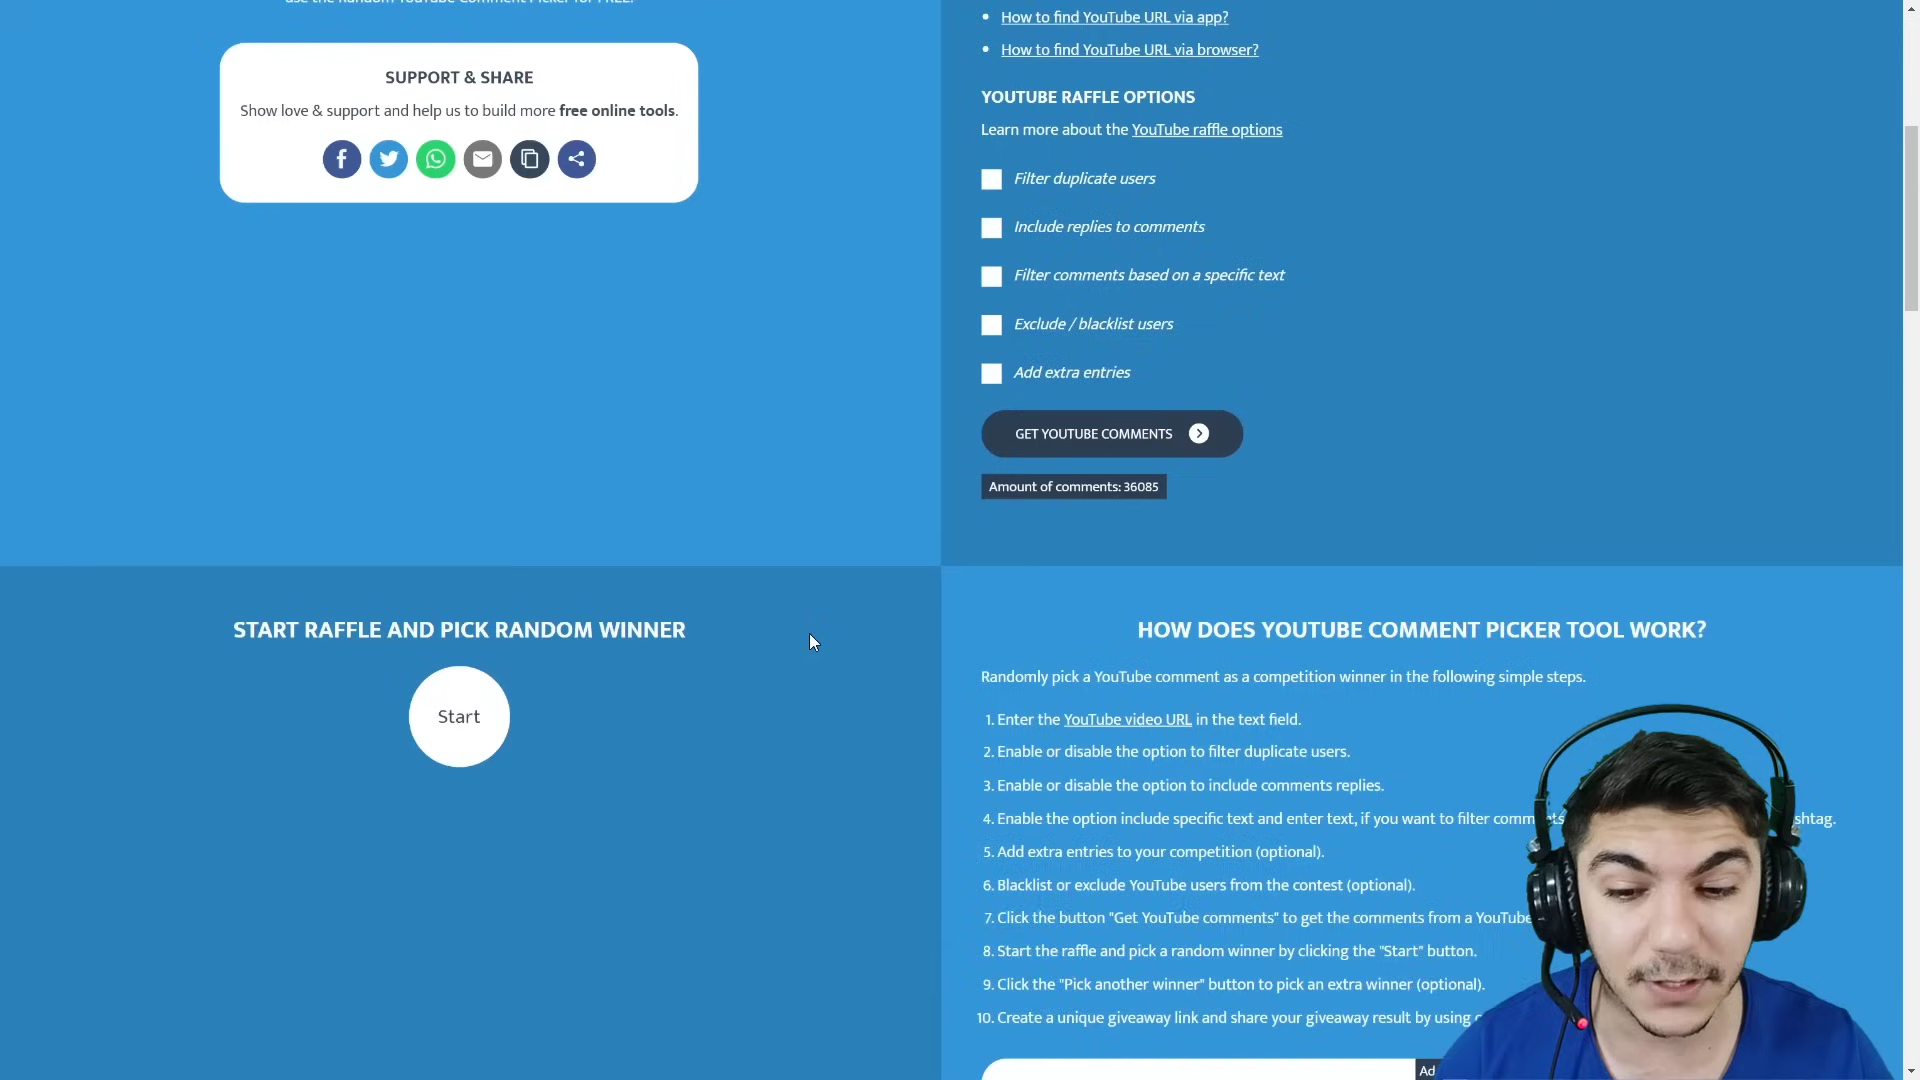 use the Random YouTube Comment Picker for FREE!
SUPPORT & SHARE
Show love & support and help us to build more free online tools.
How to find YouTube URL via app?
How to find YouTube URL via browser?
YOUTUBE RAFFLE OPTIONS
Learn more about the YouTube raffle options
Filter duplicate users
Include replies to comments
Filter comments based on a specific text
Exclude / blacklist users
Add extra entries
GET YOUTUBE COMMENTS
Amount of comments: 36085
START RAFFLE AND PICK RANDOM WINNER
Start
HOW DOES YOUTUBE COMMENT PICKER TOOL WORK?
Randomly pick a YouTube comment as a competition winner in the following simple steps.
1. Enter the YouTube video URL in the text field.
2. Enable or disable the option to filter duplicate users.
3. Enable or disable the option to include comments replies.
4. Enable the option include specific text and enter text, if you want to filter comments shtag.
5. Add extra entries to your competition (optional).
6. Blacklist or exclude YouTube users from the contest (optional).
7. Click the button "Get YouTube comments" to get the comments from a YouTube
8. Start the raffle and pick a random winner by clicking the "Start" button.
9. Click the "Pick another winner" button to pick an extra winner (optional).
10. Create a unique giveaway link and share your giveaway result by using
Ad